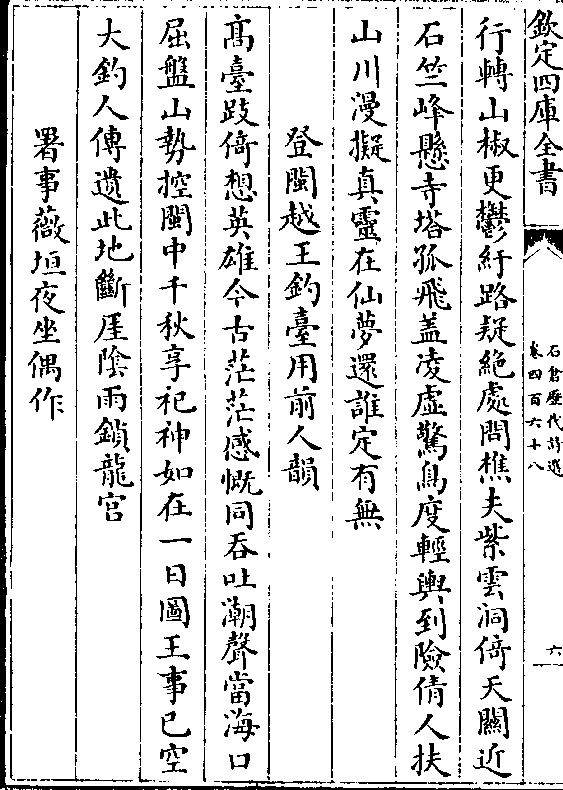 欽定四庫全書
石倉歷代詩選
卷四百六十八
六
行轉山椒更鬱紆路疑絶處問樵夫紫雲洞倚天關近
石竺峰懸寺塔孤飛盖凌虛驚鳥度輕輿到險倩人扶
山川漫擬真靈在仙夢還誰定有無
登閩越王釣臺用前人韻
髙臺跂倚想英雄今古茫茫感慨同吞吐潮聲當海口
屈盤山勢控閩中千秋享祀神如在一日圖王事已空
大釣人傳遺此地斷厓陰雨鎖龍宫
署事薇垣夜坐偶作